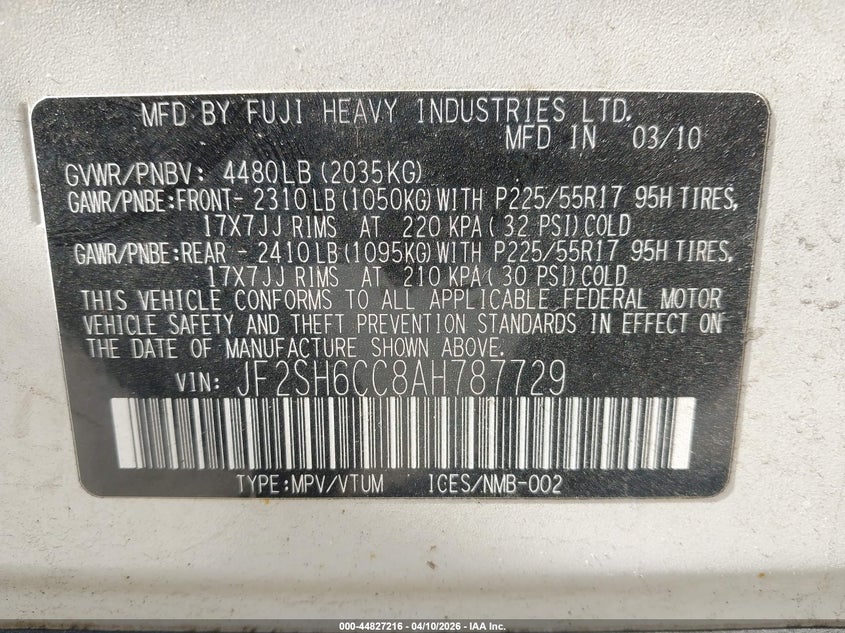 MFD BY FUJI HEAVY INDUSTRIES LTD.
MFD IN 03/10
GVWR/PNBV: 4480LB(2035KG)
GAWR/PNBE:FRONT- 2310LB(1050KG)WITH P225/55R17 95H TIRES,
17X7JJ RIMS AT 220 KPA(32 PSI)COLD
GAWR/PNBE:REAR - 2410LB(1095KG)WITH P225/55R17 95H TIRES,
17X7JJ RIMS AT 210 KPA(30 PSI)COLD
THIS VEHICLE CONFORMS TO ALL APPLICABLE FEDERAL MOTOR
VEHICLE SAFETY AND THEFT PREVENTION STANDARDS IN EFFECT ON
THE DATE OF MANUFACTURE SHOWN ABOVE.
VIN: JF2SH6CC8AH787729
TYPE:MPV/VTUM ICES/NMB-002
000-44827216 - 04/10/2026 - IAA Inc.